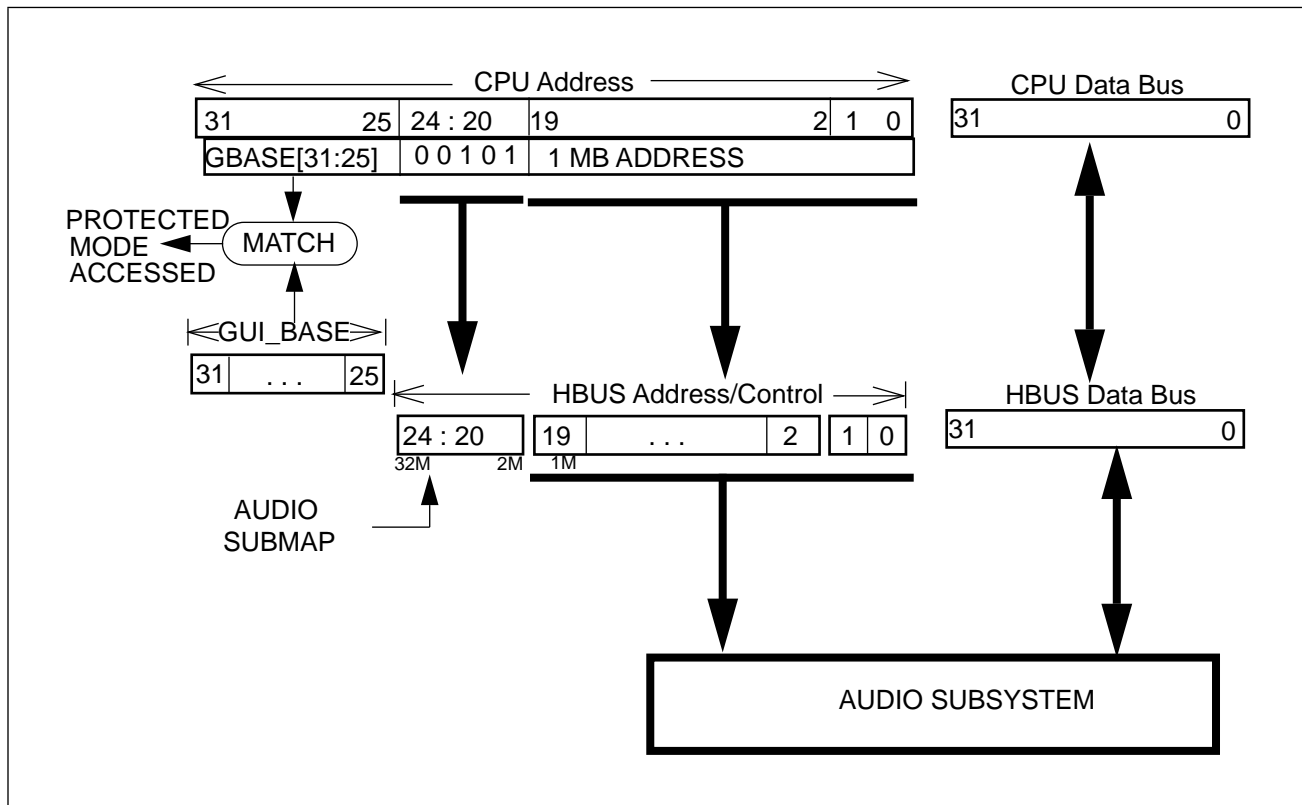 CPU Address
CPU Data Bus
31 25 24 : 20 19 2 1 0
31 0
GBASE[31:25] 0 0 1 0 1 1 MB ADDRESS
PROTECTED
MODE
ACCESSED
MATCH
GUI_BASE
31 . . . 25
HBUS Address/Control
HBUS Data Bus
24 : 20 19 . . . 2 1 0
31 0
32M 2M 1M
AUDIO
SUBMAP
AUDIO SUBSYSTEM